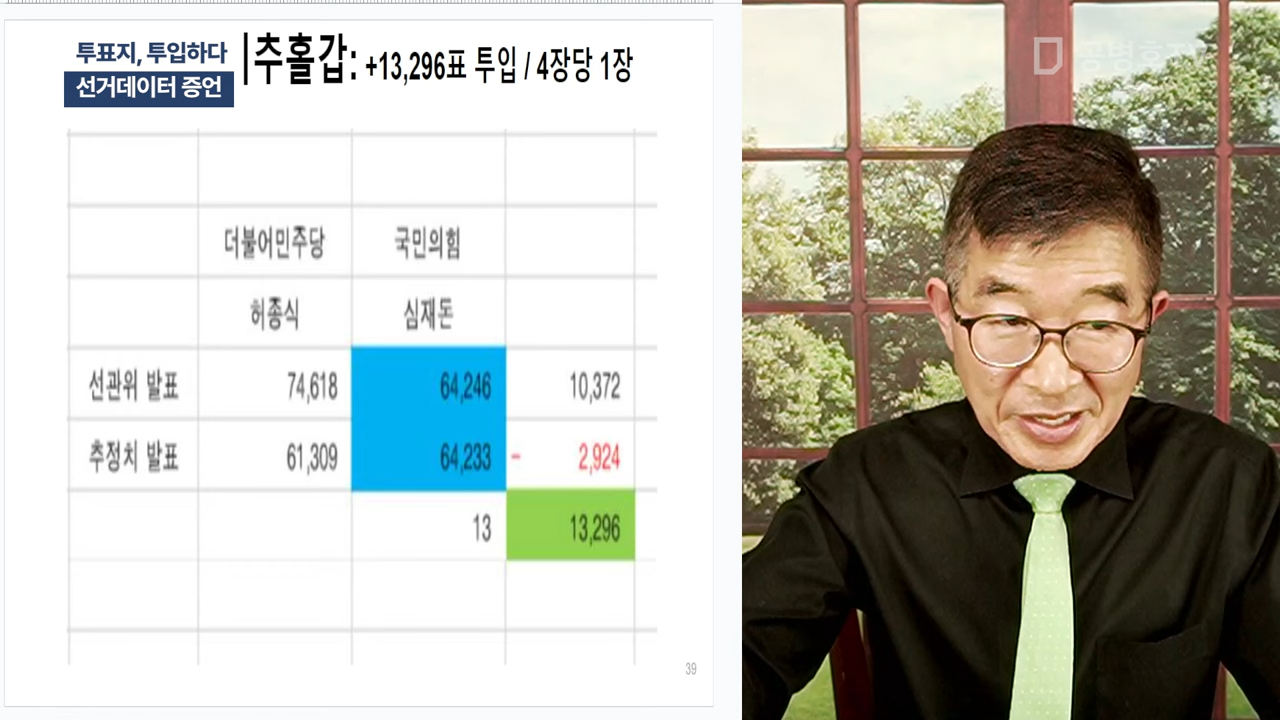 투표지, 투입하다
선거데이터 증언
추홀갑: +13,296표 투입 / 4장당 1장
공병호
더불어민주당 국민의힘
허종식 심재돈
선관위 발표 74,618 64,246 10,372
추정치 발표 61,309 64,233 - 2,924
13 13,296
39